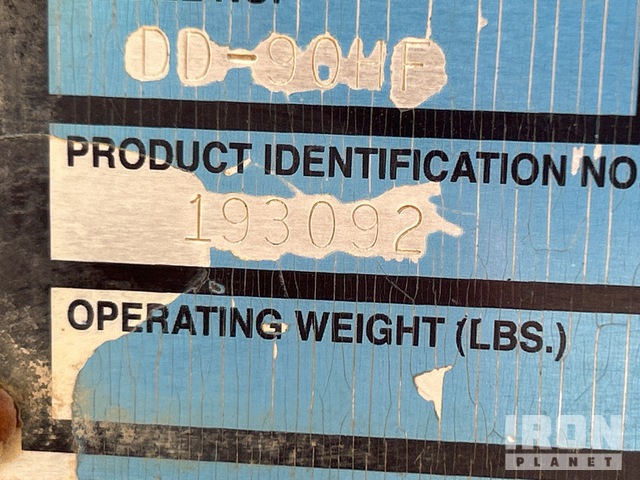 DD-90HF
PRODUCT IDENTIFICATION NO
193092
OPERATING WEIGHT (LBS.)
IRON
PLANET